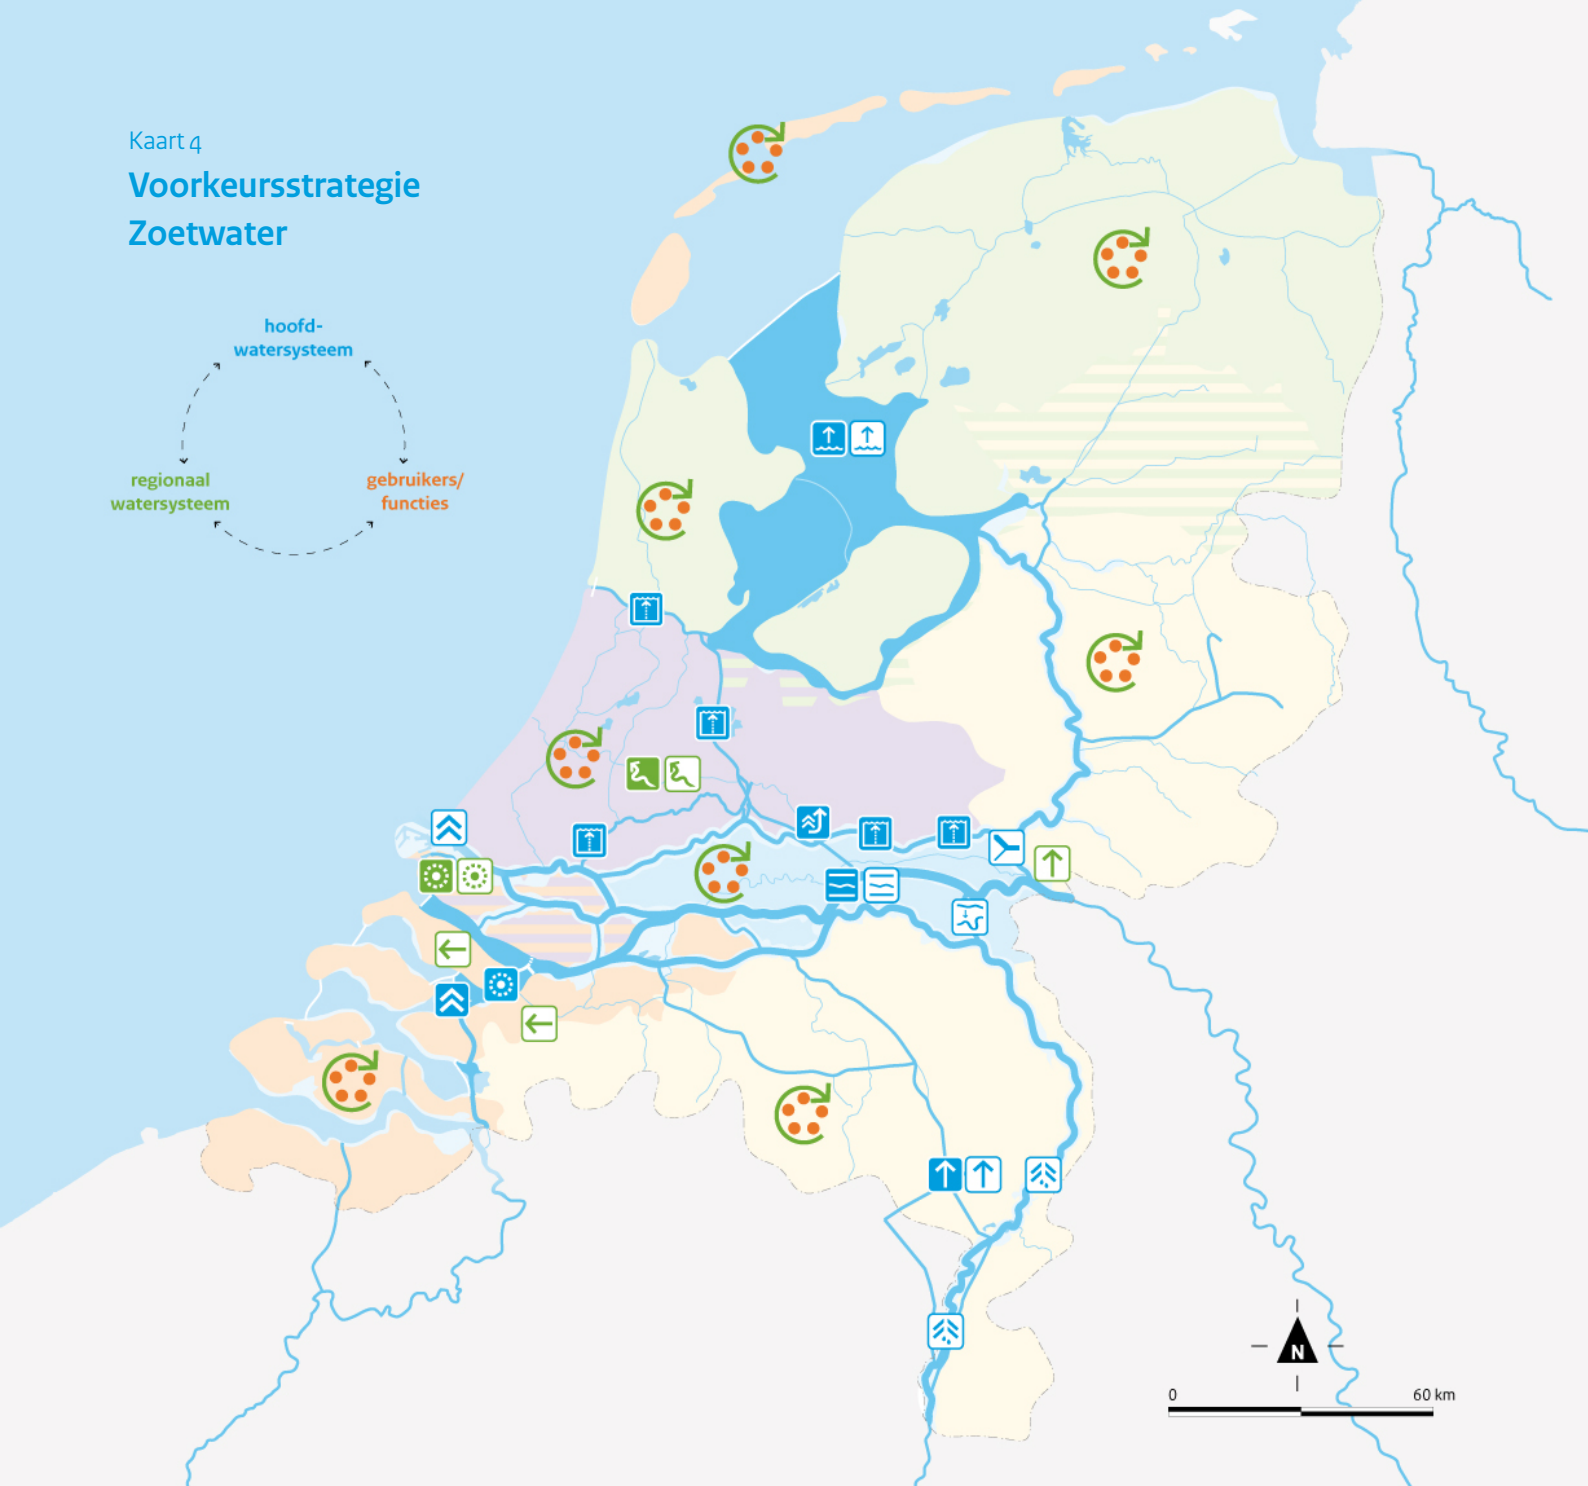 Kaart 4
Voorkeursstrategie
Zoetwater
hoofd-
watersysteem
regionaal
watersysteem
gebruikers/
functies
N
0
60 km